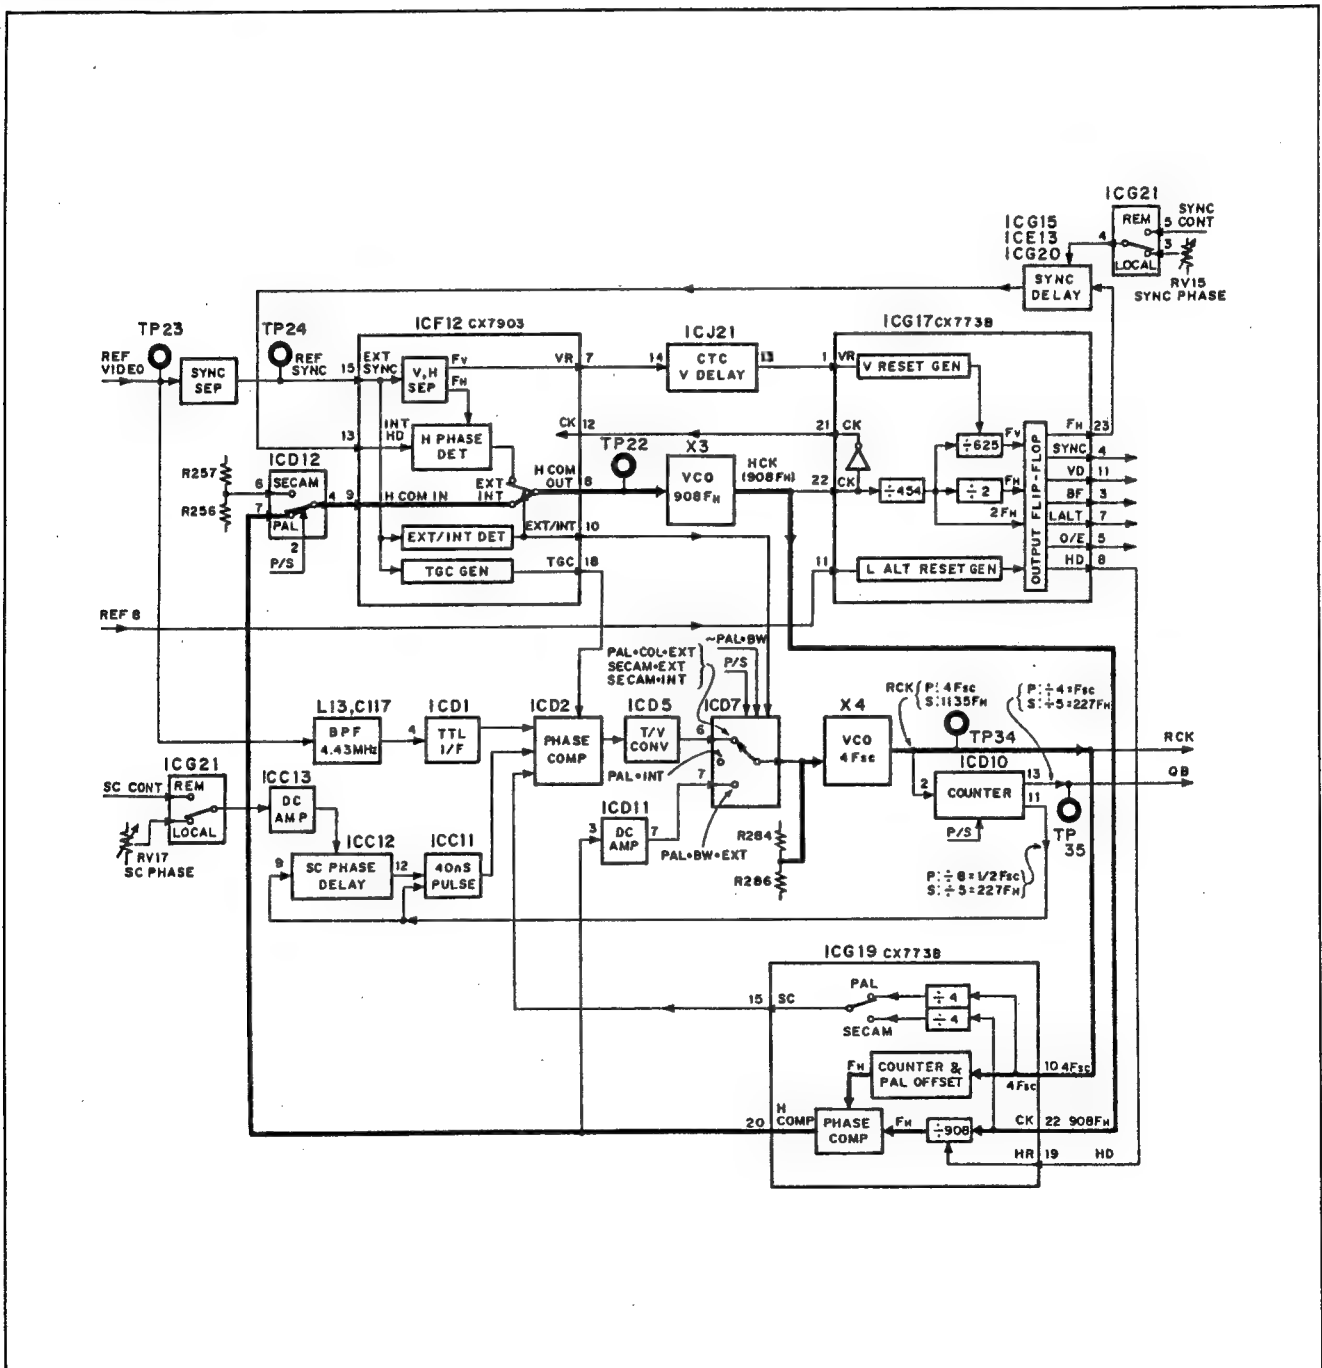 ICG21
REM
5 SYNC CONT
4
3
LOCAL
RV15
SYNC PHASE
ICG15
ICE13
ICG20
SYNC DELAY
TP23
REF VIDEO
SYNC SEP
TP24
REF SYNC
ICF12 CX7903
15 EXT SYNC
V,H SEP
FV
FH
VR 7
13 INT HD
H PHASE DET
CK 12
EXT
INT
H COM OUT 8
9 H COM IN
EXT/INT DET
EXT/INT 10
TGC GEN
TGC 18
R257
R256
ICD12
6 SECAM
4
7
PAL
2
P/S
TP22
ICJ21
14
CTC V DELAY
13
X3
VCO 908FH
HCK (908FH)
ICG17 CX773B
1 VR
V RESET GEN
21 CK
22 CK
÷454
÷625
FV
÷2
FH
2FH
11
L ALT RESET GEN
OUTPUT FLIP-FLOP
FH 23
SYNC 4
VD 11
BF 3
LALT 7
O/E 5
HD 8
REF 8
L13,C117
BPF 4.43MHz
4
ICD1
TTL I/F
ICD2
PHASE COMP
ICD5
T/V CONV
PAL•COL•EXT
SECAM•EXT
SECAM•INT
~PAL•BW
P/S
ICD7
6
PAL•INT
7
PAL•BW•EXT
ICD11
3
DC AMP
7
R284
R286
X4
VCO 4Fsc
RCK { P: 4Fsc
S: 1135FH
P: ÷4=Fsc
S: ÷5=227FH
TP34
RCK
ICD10
2
COUNTER
13
11
P/S
QB
TP 35
P: ÷8=1/2Fsc
S: ÷5=227FH
ICG21
SC CONT
REM
LOCAL
RV17
SC PHASE
ICC13
DC AMP
ICC12
9
SC PHASE DELAY
12
ICC11
40nS PULSE
ICG19 CX773B
15 SC
PAL
SECAM
÷4
÷4
FH
COUNTER & PAL OFFSET
4Fsc
10 4Fsc
20 H COMP
PHASE COMP
FH
÷908
CK 22 908FH
HR 19 HD